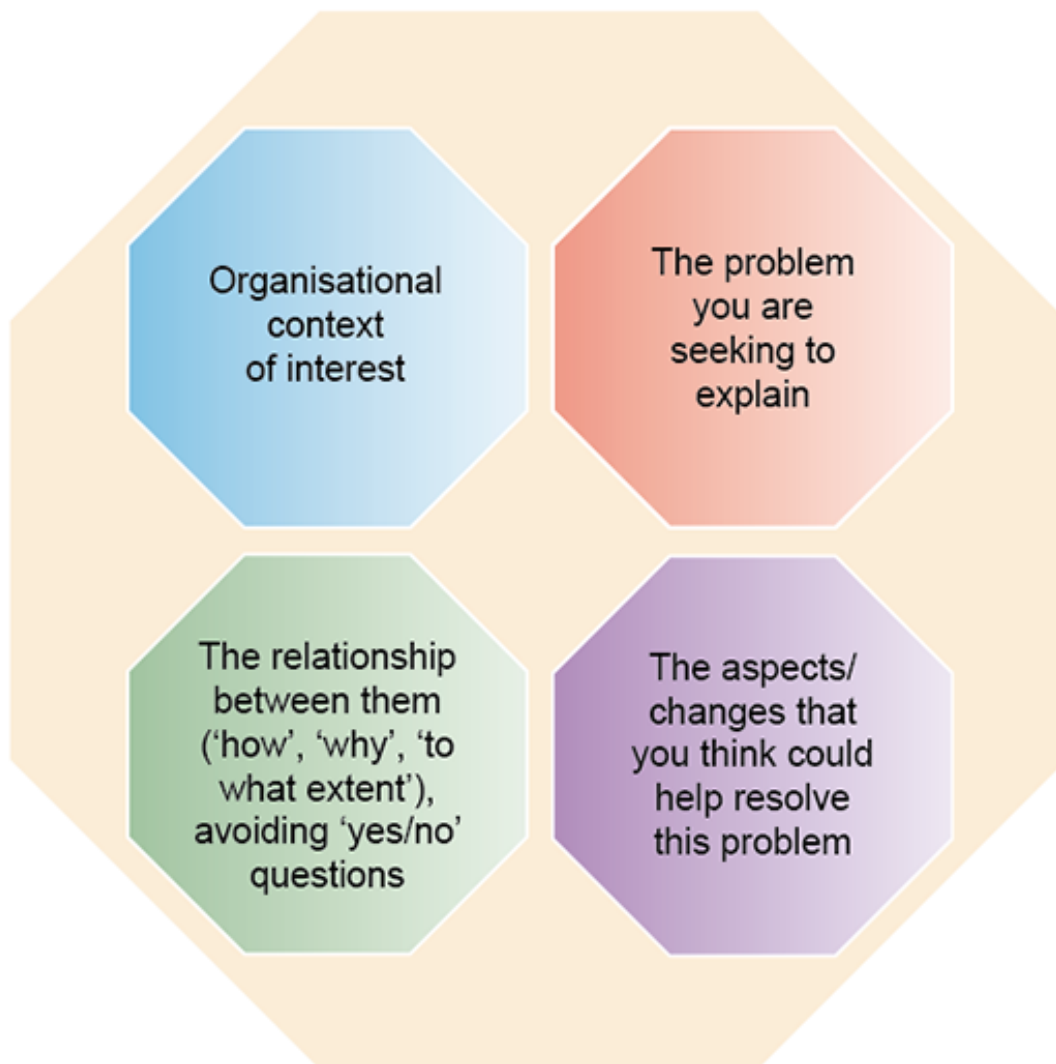 Organisational
context
of interest
The problem
you are
seeking to
explain
The relationship
between them
(‘how’, ‘why’, ‘to
what extent’),
avoiding ‘yes/no’
questions
The aspects/
changes that
you think could
help resolve
this problem